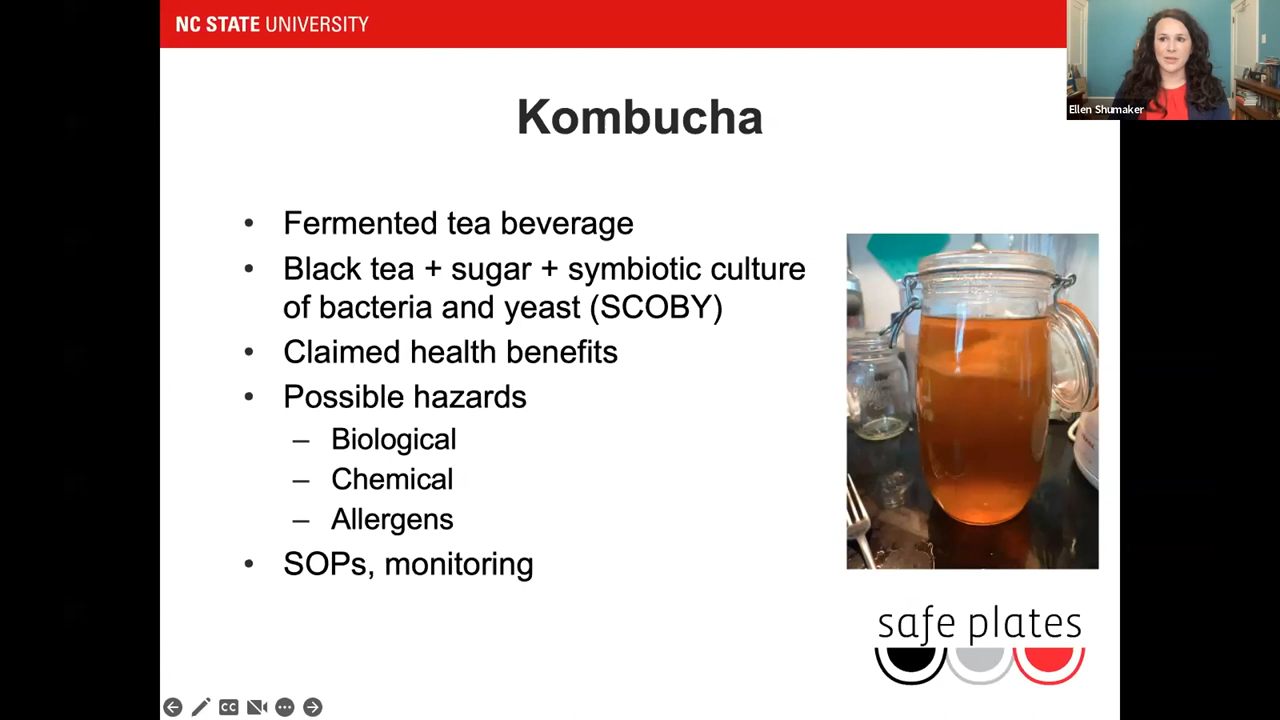 NC STATE UNIVERSITY
Ellen Shumaker
Kombucha
• Fermented tea beverage
• Black tea + sugar + symbiotic culture
of bacteria and yeast (SCOBY)
• Claimed health benefits
• Possible hazards
– Biological
– Chemical
– Allergens
• SOPs, monitoring
safe plates
CC